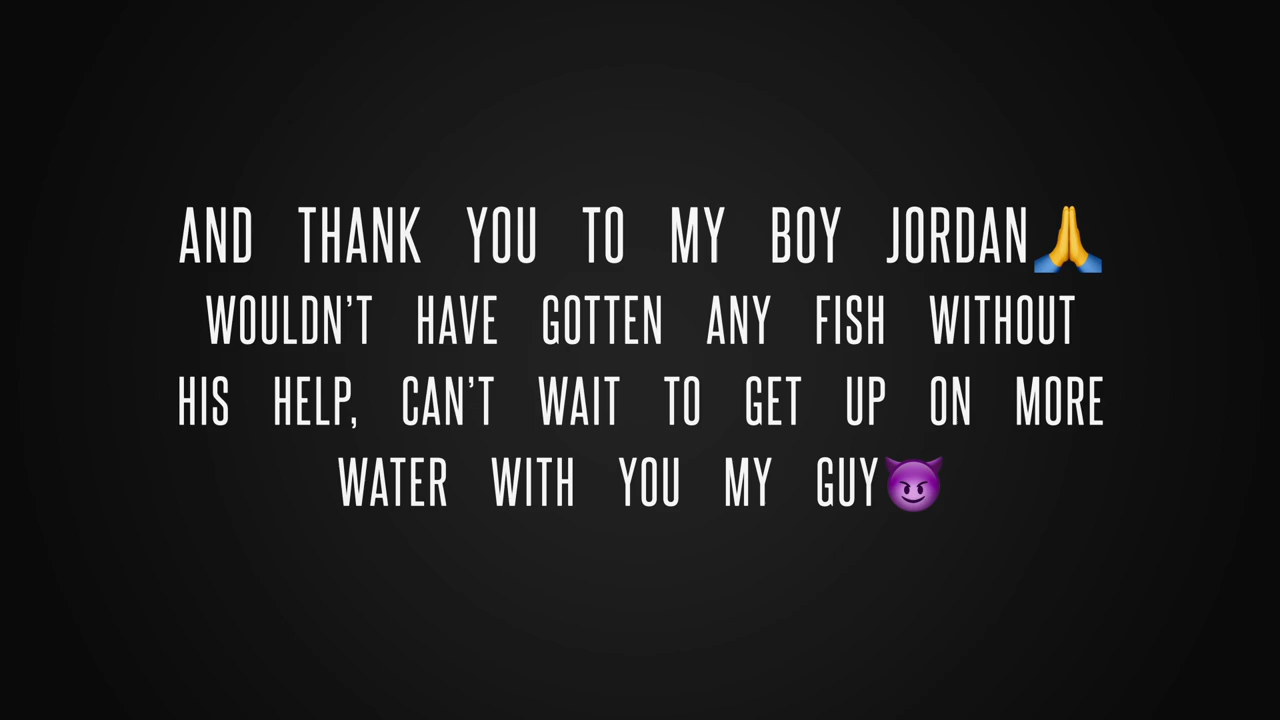 AND THANK YOU TO MY BOY JORDAN🙏
WOULDN’T HAVE GOTTEN ANY FISH WITHOUT
HIS HELP, CAN’T WAIT TO GET UP ON MORE
WATER WITH YOU MY GUY😈